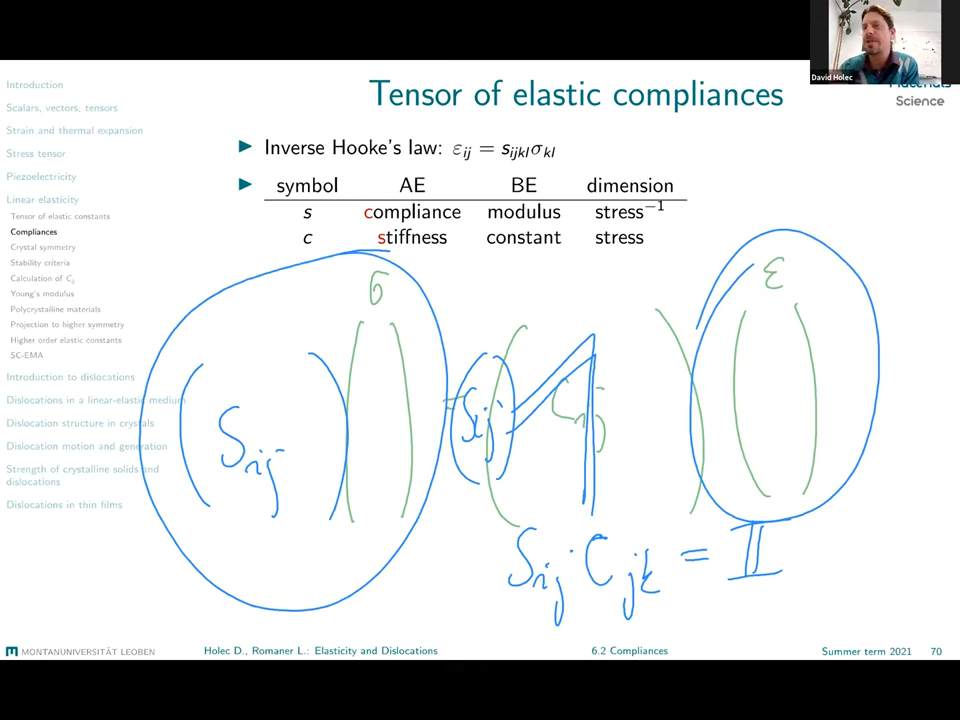 David Holec
Materials
Science
Tensor of elastic compliances
Introduction
Scalars, vectors, tensors
Strain and thermal expansion
Stress tensor
Piezoelectricity
Linear elasticity
Tensor of elastic constants
Compliances
Crystal symmetry
Stability criteria
Calculation of Cij
Young's modulus
Polycrystalline materials
Projection to higher symmetry
Higher order elastic constants
SC-EMA
Introduction to dislocations
Dislocations in a linear-elastic medium
Dislocation structure in crystals
Dislocation motion and generation
Strength of crystalline solids and
dislocations
Dislocations in thin films
▶ Inverse Hooke's law: εij = sijklσkl
▶ symbol AE BE dimension
s compliance modulus stress⁻¹
c stiffness constant stress
σ ε
Sij = Sij Cij
Sij Cjk = II
MONTANUNIVERSITÄT LEOBEN
Holec D., Romaner L.: Elasticity and Dislocations
6.2 Compliances
Summer term 2021 70